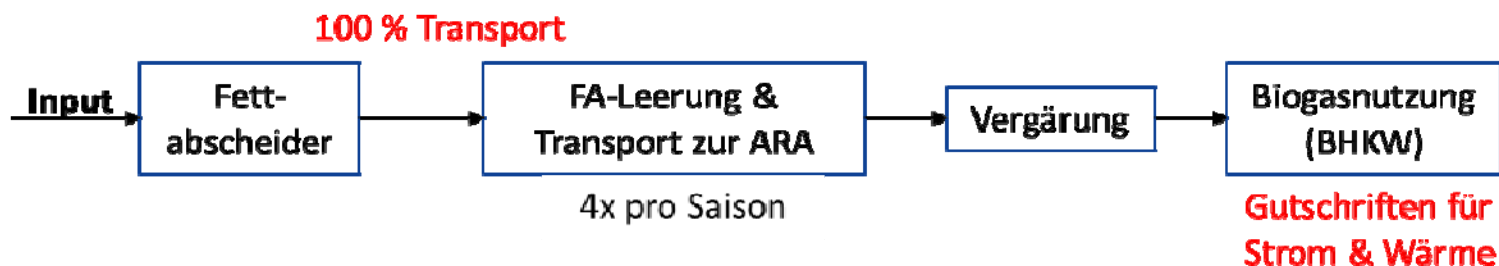 100 % Transport
Input
Fett-
abscheider
FA-Leerung &
Transport zur ARA
4x pro Saison
Vergärung
Biogasnutzung
(BHKW)
Gutschriften für
Strom & Wärme